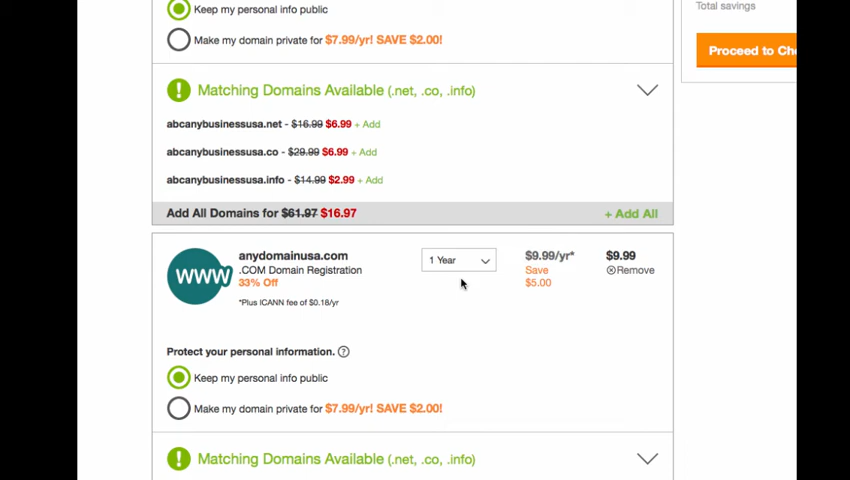 Keep my personal info public
Total savings
Make my domain private for $7.99/yr! SAVE $2.00!
Proceed to Ch
Matching Domains Available (.net, .co, .info)
abcanybusinessusa.net - $16.99 $6.99 + Add
abcanybusinessusa.co - $29.99 $6.99 + Add
abcanybusinessusa.info - $14.99 $2.99 + Add
Add All Domains for $61.97 $16.97 + Add All
WWW
anydomainusa.com
.COM Domain Registration
33% Off
*Plus ICANN fee of $0.18/yr
1 Year
$9.99/yr*
Save
$5.00
$9.99
Remove
Protect your personal information. ?
Keep my personal info public
Make my domain private for $7.99/yr! SAVE $2.00!
Matching Domains Available (.net, .co, .info)